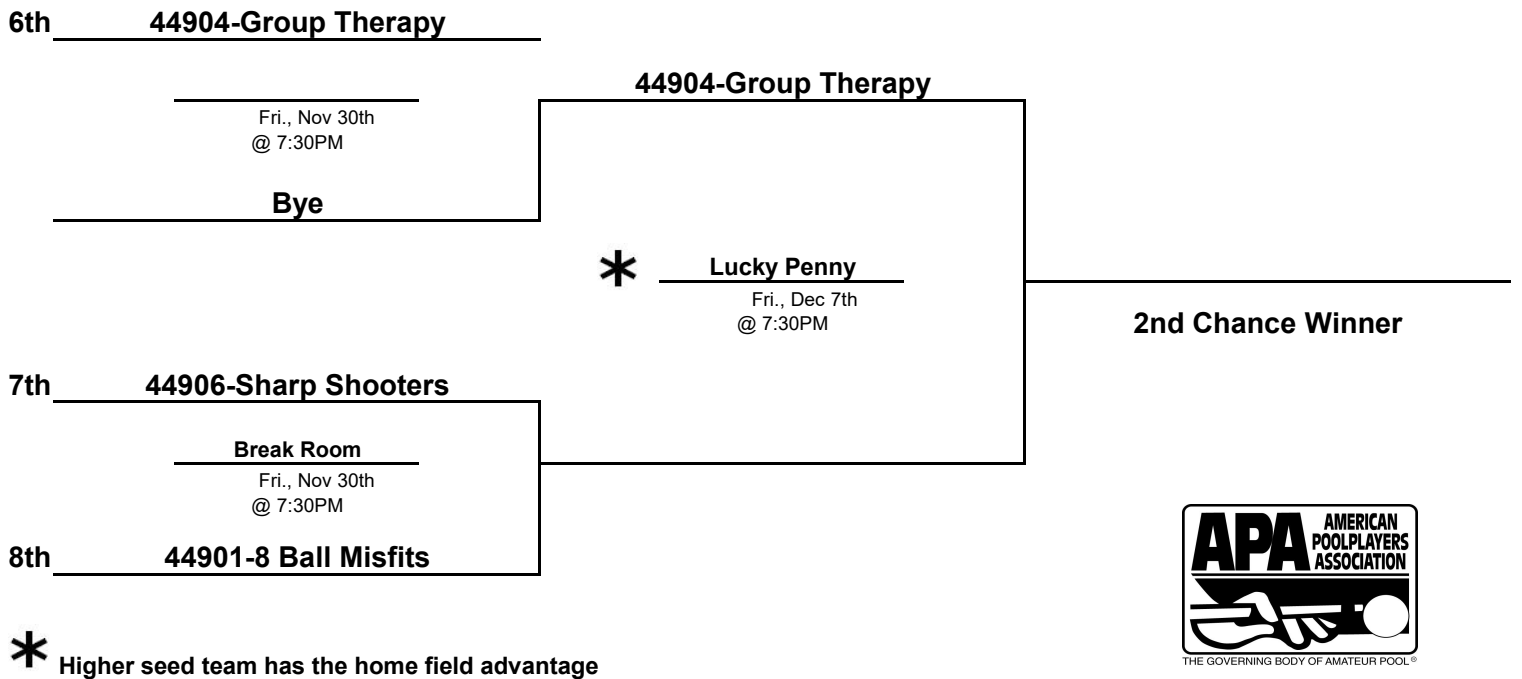 6th 44904-Group Therapy
44904-Group Therapy
Fri., Nov 30th
@ 7:30PM
Bye
* Lucky Penny
Fri., Dec 7th
@ 7:30PM
2nd Chance Winner
7th 44906-Sharp Shooters
Break Room
Fri., Nov 30th
@ 7:30PM
8th 44901-8 Ball Misfits
* Higher seed team has the home field advantage
APA AMERICAN
POOLPLAYERS
ASSOCIATION
THE GOVERNING BODY OF AMATEUR POOL®